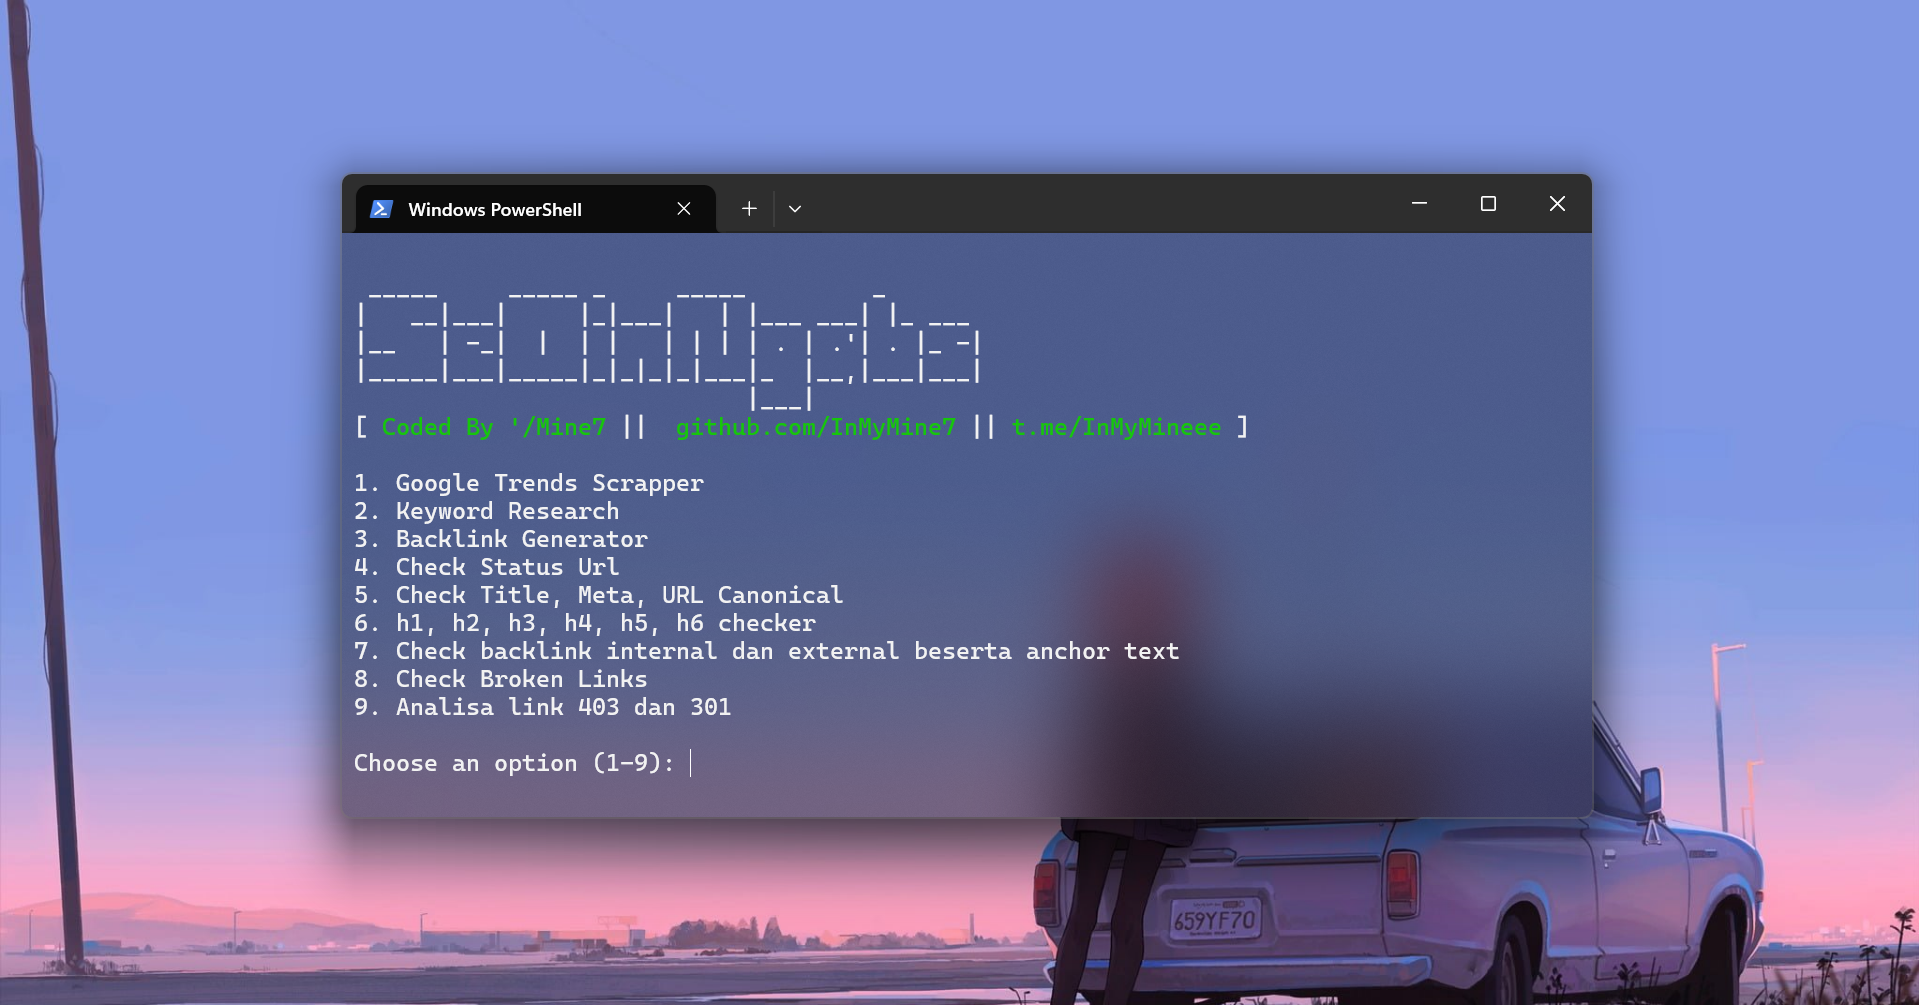 Windows PowerShell
[ Coded By '/Mine7 ||  github.com/InMyMine7 || t.me/InMyMineee ]
1. Google Trends Scrapper
2. Keyword Research
3. Backlink Generator
4. Check Status Url
5. Check Title, Meta, URL Canonical
6. h1, h2, h3, h4, h5, h6 checker
7. Check backlink internal dan external beserta anchor text
8. Check Broken Links
9. Analisa link 403 dan 301
Choose an option (1-9):
659YF70